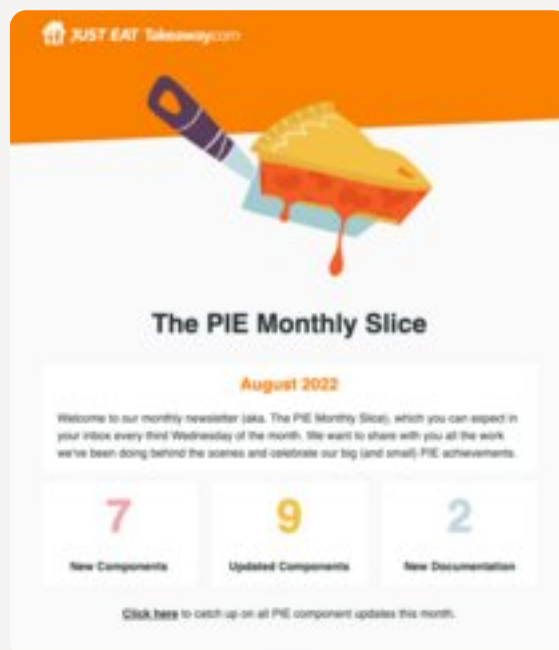 JUST EAT Takeaway.com
The PIE Monthly Slice
August 2022
Welcome to our monthly newsletter (aka. The PIE Monthly Slice), which you can expect in
your inbox every third Wednesday of the month. We want to share with you all the work
we've been doing behind the scenes and celebrate our big (and small) PIE achievements.
7
New Components
9
Updated Components
2
New Documentation
Click here to catch up on all PIE component updates this month.